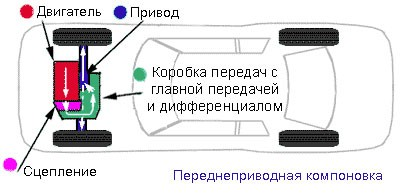 Двигатель
Привод
Коробка передач с
главной передачей
и дифференциалом
Сцепление
Переднеприводная компоновка